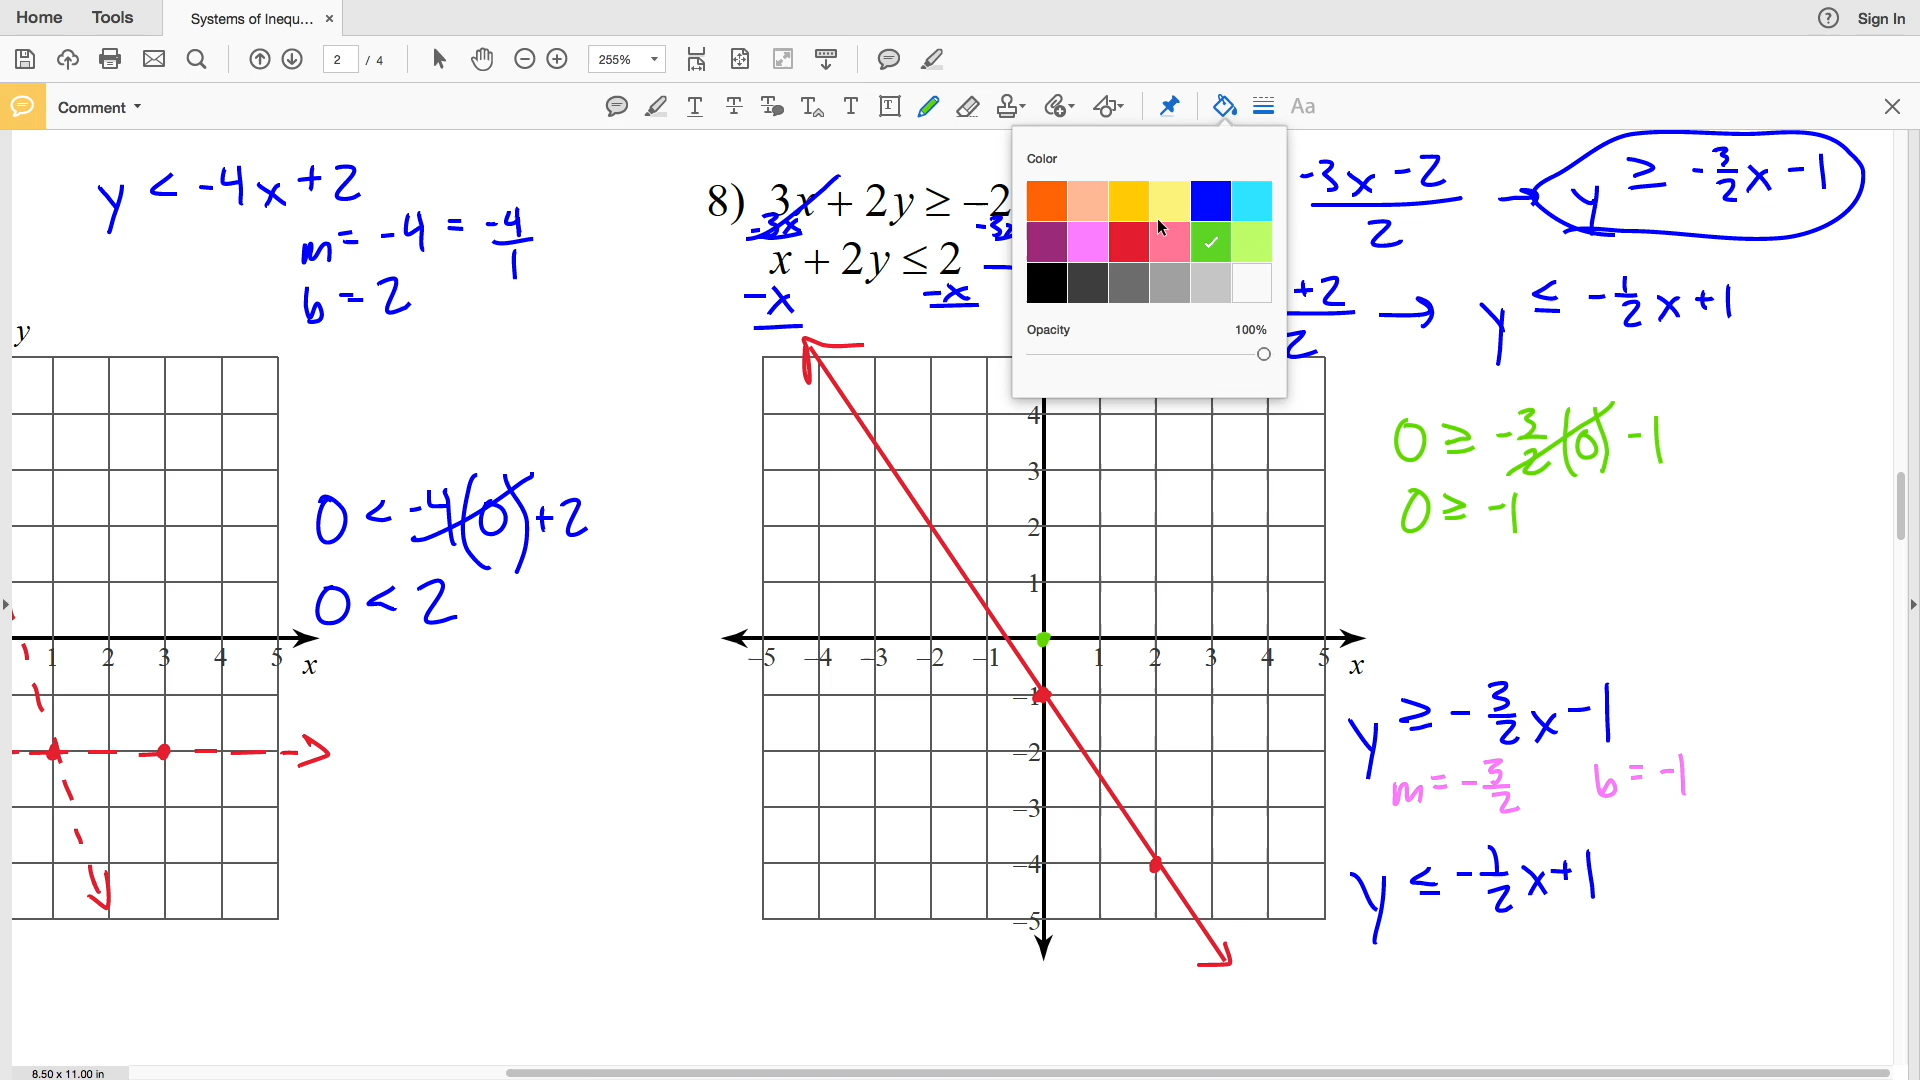 Home Tools Systems of Inequ... × ? Sign In
2 / 4 255%
Comment T T T T T T Aa
y < -4x + 2
m = -4 = -4/1
b = 2
8) 3x + 2y ≥ -2
-3x -3x
x + 2y ≤ 2
-x -x
-3x - 2 / 2 → y ≥ -3/2 x - 1
+2 / 2 → y ≤ -1/2 x + 1
Color
Opacity 100%
y
0 ≥ -3/2 (0) - 1
0 ≥ -1
0 < -4(0) + 2
0 < 2
1 2 3 4 5 x
4
3
2
1
-5 -4 -3 -2 -1 1 2 3 4 5 x
-1
-2
-3
-4
-5
y ≥ -3/2 x - 1
m = -3/2 b = -1
y ≤ -1/2 x + 1
8.50 x 11.00 in